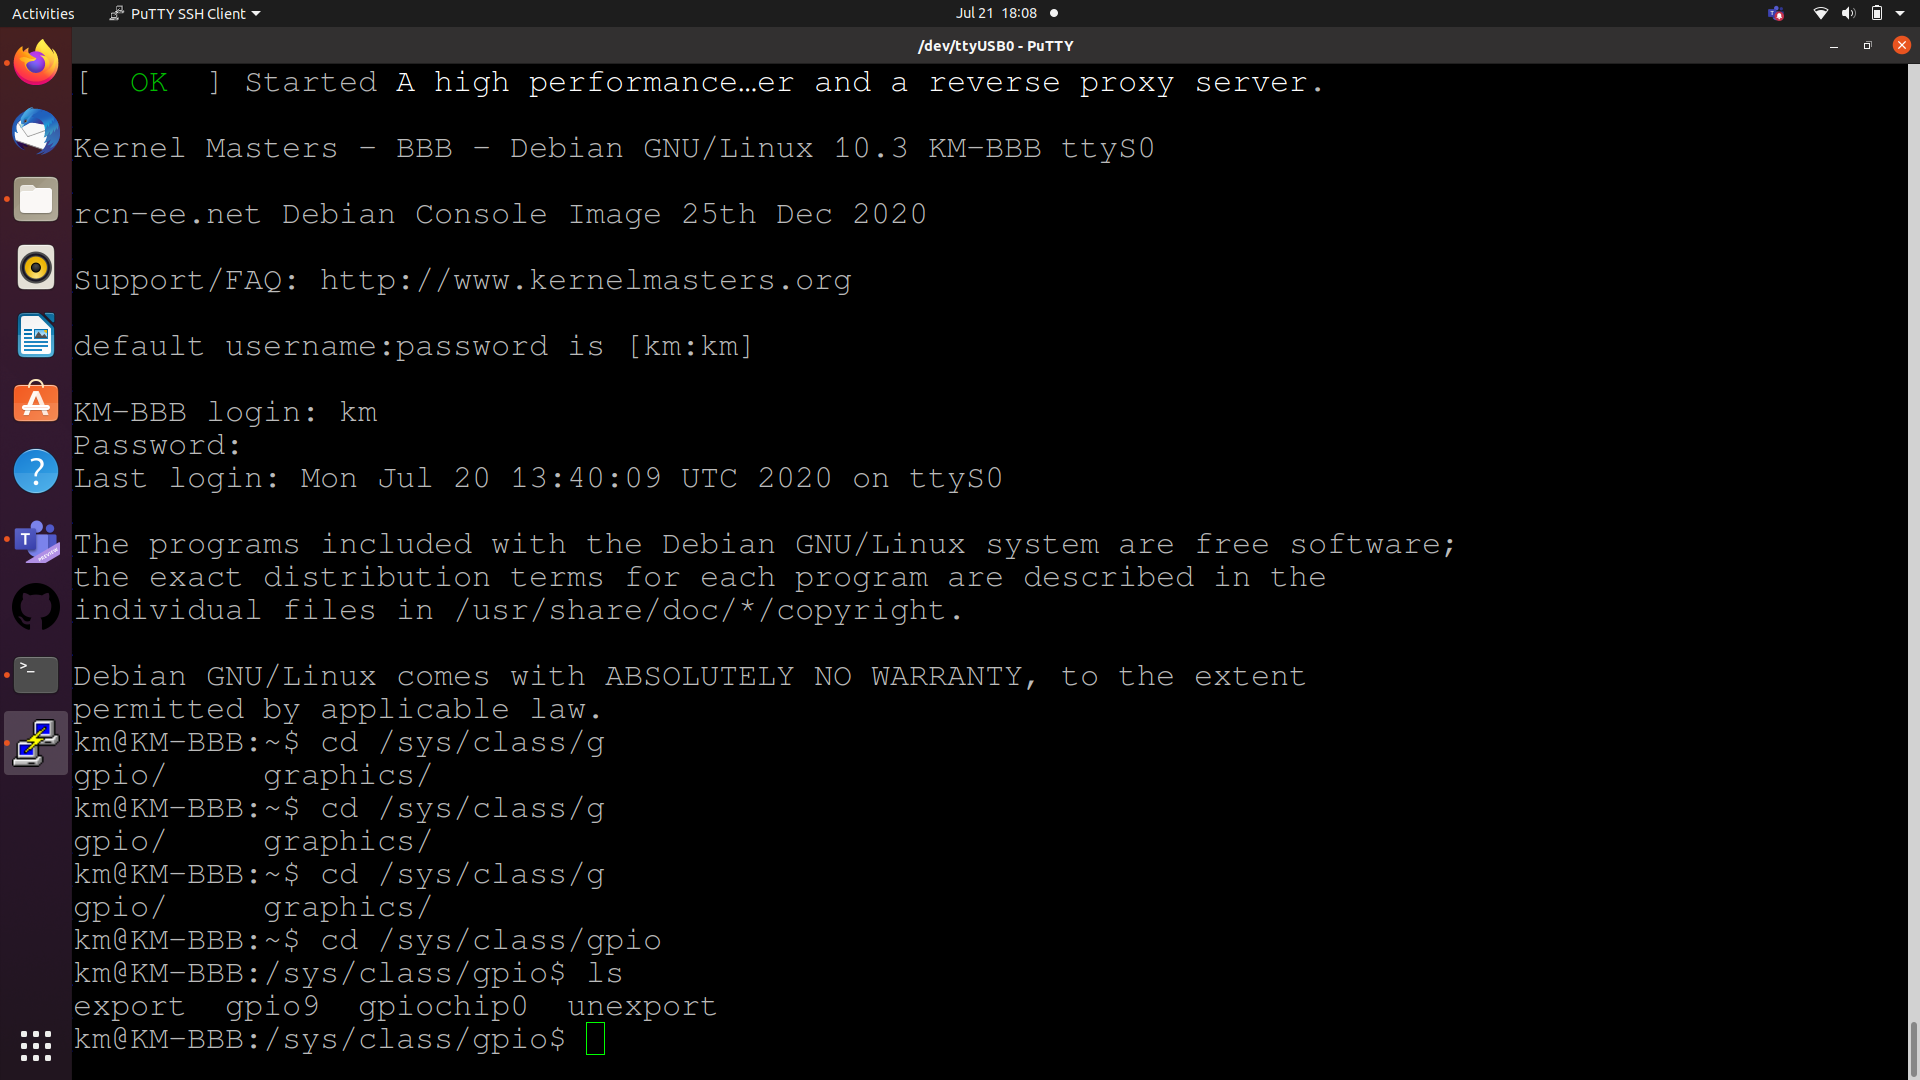 Activities
PuTTY SSH Client
Jul 21 18:08
/dev/ttyUSB0 - PuTTY
[  OK  ] Started A high performance…er and a reverse proxy server.
Kernel Masters - BBB - Debian GNU/Linux 10.3 KM-BBB ttyS0
rcn-ee.net Debian Console Image 25th Dec 2020
Support/FAQ: http://www.kernelmasters.org
default username:password is [km:km]
KM-BBB login: km
Password:
Last login: Mon Jul 20 13:40:09 UTC 2020 on ttyS0
The programs included with the Debian GNU/Linux system are free software;
the exact distribution terms for each program are described in the
individual files in /usr/share/doc/*/copyright.
Debian GNU/Linux comes with ABSOLUTELY NO WARRANTY, to the extent
permitted by applicable law.
km@KM-BBB:~$ cd /sys/class/g
gpio/     graphics/
km@KM-BBB:~$ cd /sys/class/g
gpio/     graphics/
km@KM-BBB:~$ cd /sys/class/g
gpio/     graphics/
km@KM-BBB:~$ cd /sys/class/gpio
km@KM-BBB:/sys/class/gpio$ ls
export  gpio9  gpiochip0  unexport
km@KM-BBB:/sys/class/gpio$